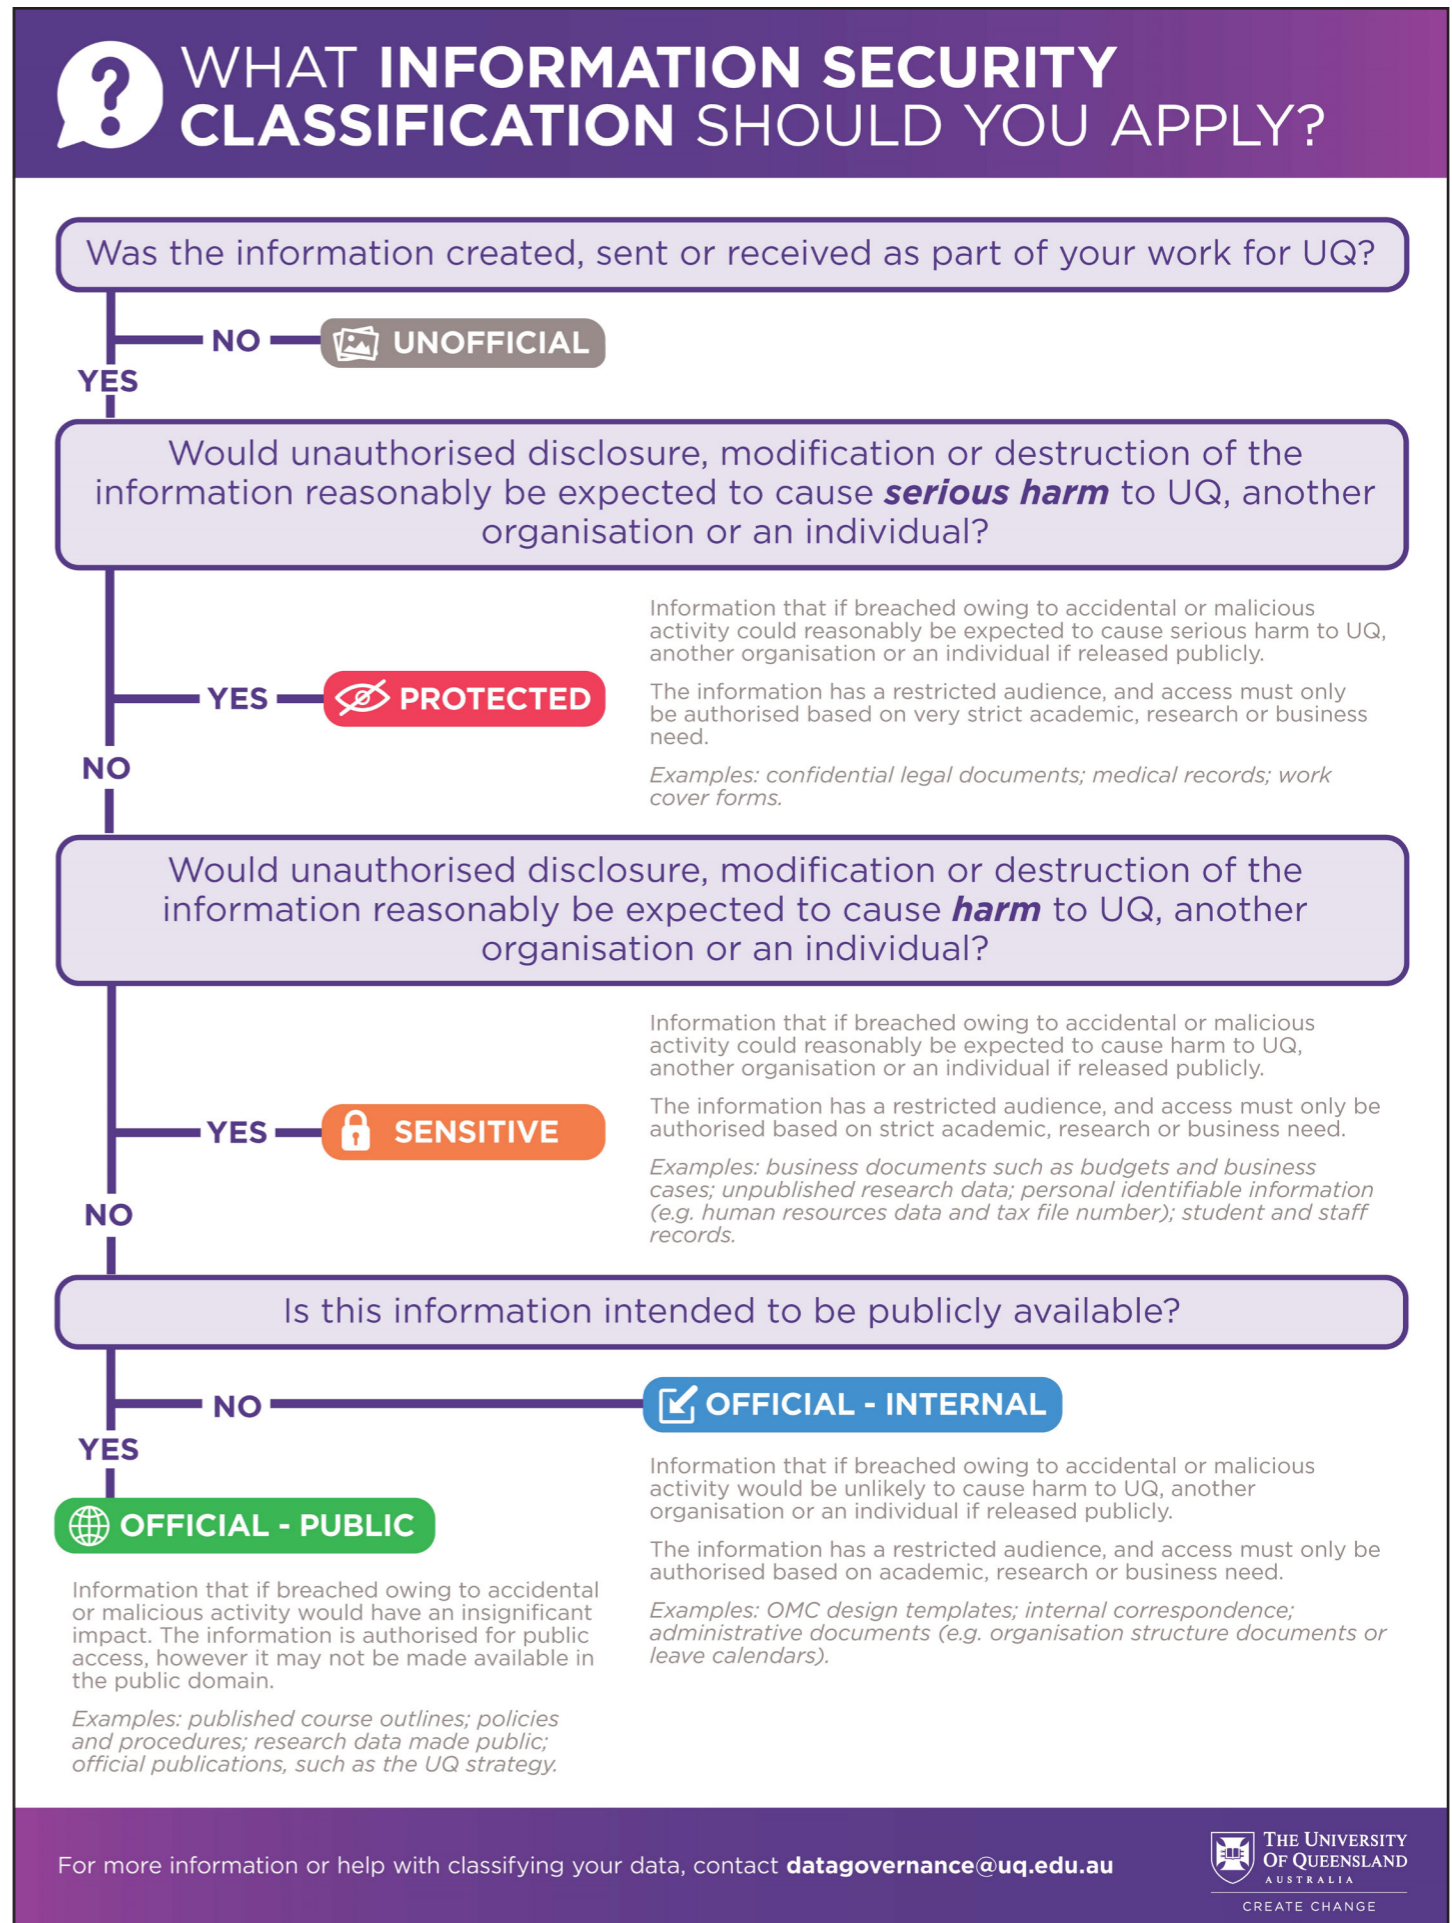 ?
WHAT INFORMATION SECURITY
CLASSIFICATION SHOULD YOU APPLY?
Was the information created, sent or received as part of your work for UQ?
NO
UNOFFICIAL
YES
Would unauthorised disclosure, modification or destruction of the
information reasonably be expected to cause serious harm to UQ, another
organisation or an individual?
Information that if breached owing to accidental or malicious
activity could reasonably be expected to cause serious harm to UQ,
another organisation or an individual if released publicly.
YES
PROTECTED
The information has a restricted audience, and access must only
be authorised based on very strict academic, research or business
need.
NO
Examples: confidential legal documents; medical records; work
cover forms.
Would unauthorised disclosure, modification or destruction of the
information reasonably be expected to cause harm to UQ, another
organisation or an individual?
Information that if breached owing to accidental or malicious
activity could reasonably be expected to cause harm to UQ,
another organisation or an individual if released publicly.
YES
SENSITIVE
The information has a restricted audience, and access must only be
authorised based on strict academic, research or business need.
Examples: business documents such as budgets and business
cases; unpublished research data; personal identifiable information
(e.g. human resources data and tax file number); student and staff
records.
NO
Is this information intended to be publicly available?
NO
OFFICIAL - INTERNAL
YES
Information that if breached owing to accidental or malicious
activity would be unlikely to cause harm to UQ, another
organisation or an individual if released publicly.
The information has a restricted audience, and access must only be
authorised based on academic, research or business need.
Examples: OMC design templates; internal correspondence;
administrative documents (e.g. organisation structure documents or
leave calendars).
OFFICIAL - PUBLIC
Information that if breached owing to accidental
or malicious activity would have an insignificant
impact. The information is authorised for public
access, however it may not be made available in
the public domain.
Examples: published course outlines; policies
and procedures; research data made public;
official publications, such as the UQ strategy.
For more information or help with classifying your data, contact datagovernance@uq.edu.au
THE UNIVERSITY
OF QUEENSLAND
AUSTRALIA
CREATE CHANGE